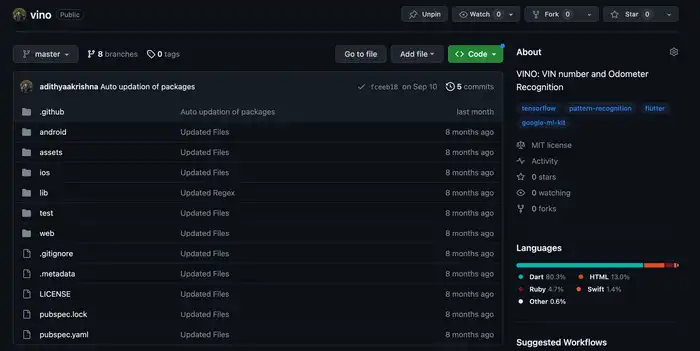 vino Public
Unpin Watch 0 Fork 0 Star 0
master 8 branches 0 tags Go to file Add file Code
adithyaakrishna Auto updation of packages fceeb18 on Sep 10 5 commits
.github Auto updation of packages last month
android Updated Files 8 months ago
assets Updated Files 8 months ago
ios Updated Files 8 months ago
lib Updated Regex 8 months ago
test Updated Files 8 months ago
web Updated Files 8 months ago
.gitignore Updated Files 8 months ago
.metadata Updated Files 8 months ago
LICENSE Updated Files 8 months ago
pubspec.lock Updated Files 8 months ago
pubspec.yaml Updated Files 8 months ago
About
VINO: VIN number and Odometer
Recognition
tensorflow pattern-recognition flutter
google-ml-kit
MIT license
Activity
0 stars
0 watching
0 forks
Languages
Dart 80.3% HTML 13.0%
Ruby 4.7% Swift 1.4%
Other 0.6%
Suggested Workflows